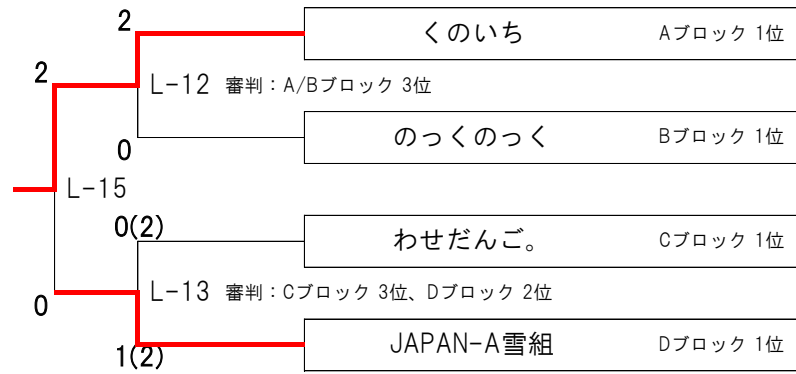 2
くのいち Aブロック 1位
2
L-12 審判：A/Bブロック 3位
0
のっくのっく Bブロック 1位
L-15
0(2)
わせだんご。 Cブロック 1位
L-13 審判：Cブロック 3位、Dブロック 2位
0
1(2)
JAPAN-A雪組 Dブロック 1位